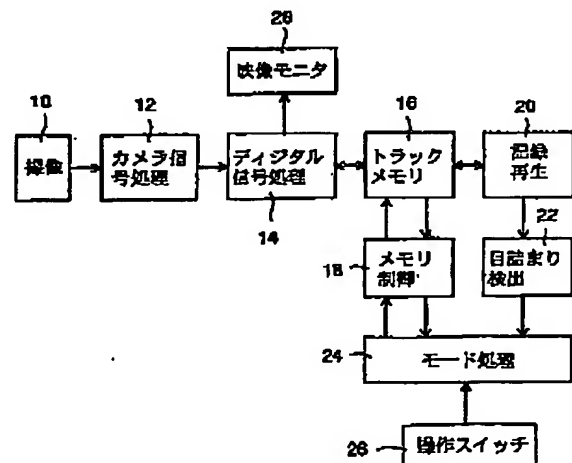 28
映像モニタ
10
12
16
20
撮像
カメラ信
号処理
ディジタル
信号処理
トラック
メモリ
記録
再生
14
22
18
メモリ
制御
目詰まり
検出
24
モード処理
26
操作スイッチ